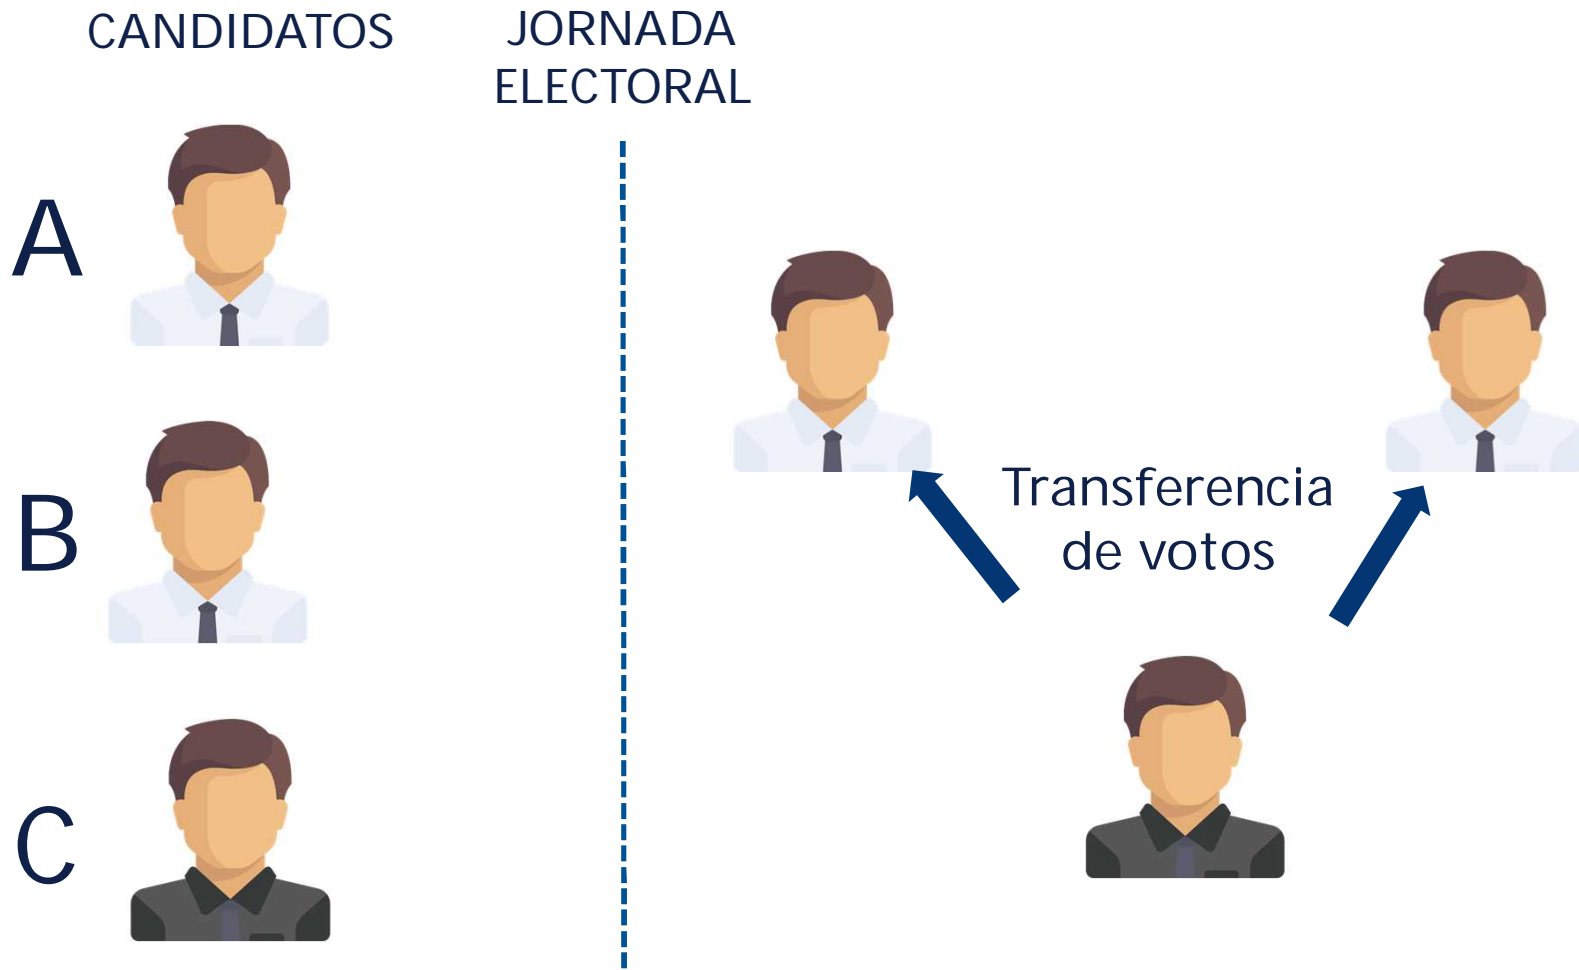 CANDIDATOS
JORNADA
ELECTORAL
A
B
C
Transferencia
de votos